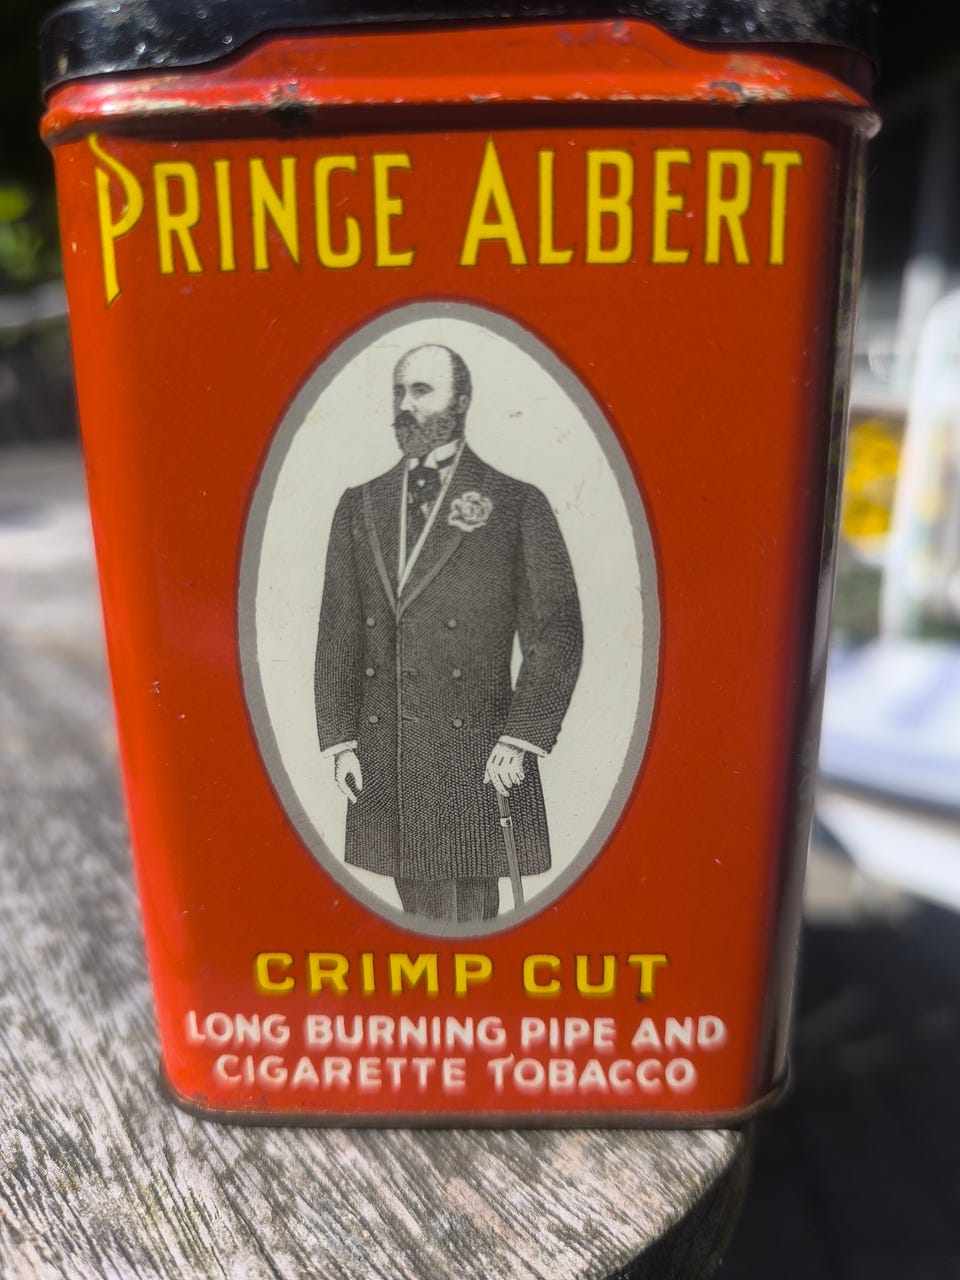 PRINCE ALBERT
CRIMP CUT
LONG BURNING PIPE AND
CIGARETTE TOBACCO